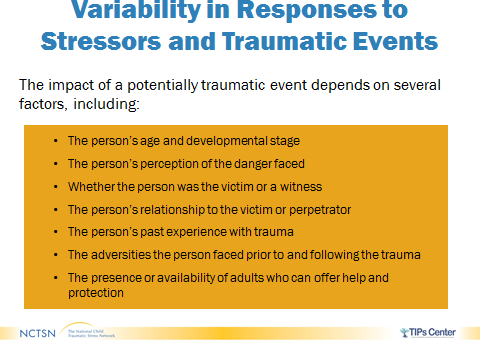 Variability in Responses to
Stressors and Traumatic Events
The impact of a potentially traumatic event depends on several
factors, including:
• The person's age and developmental stage
• The person's perception of the danger faced
• Whether the person was the victim or a witness
• The person's relationship to the victim or perpetrator
• The person's past experience with trauma
• The adversities the person faced prior to and following the trauma
• The presence or availability of adults who can offer help and
protection
NCTSN
The National Child
Traumatic Stress Network
TIPs Center